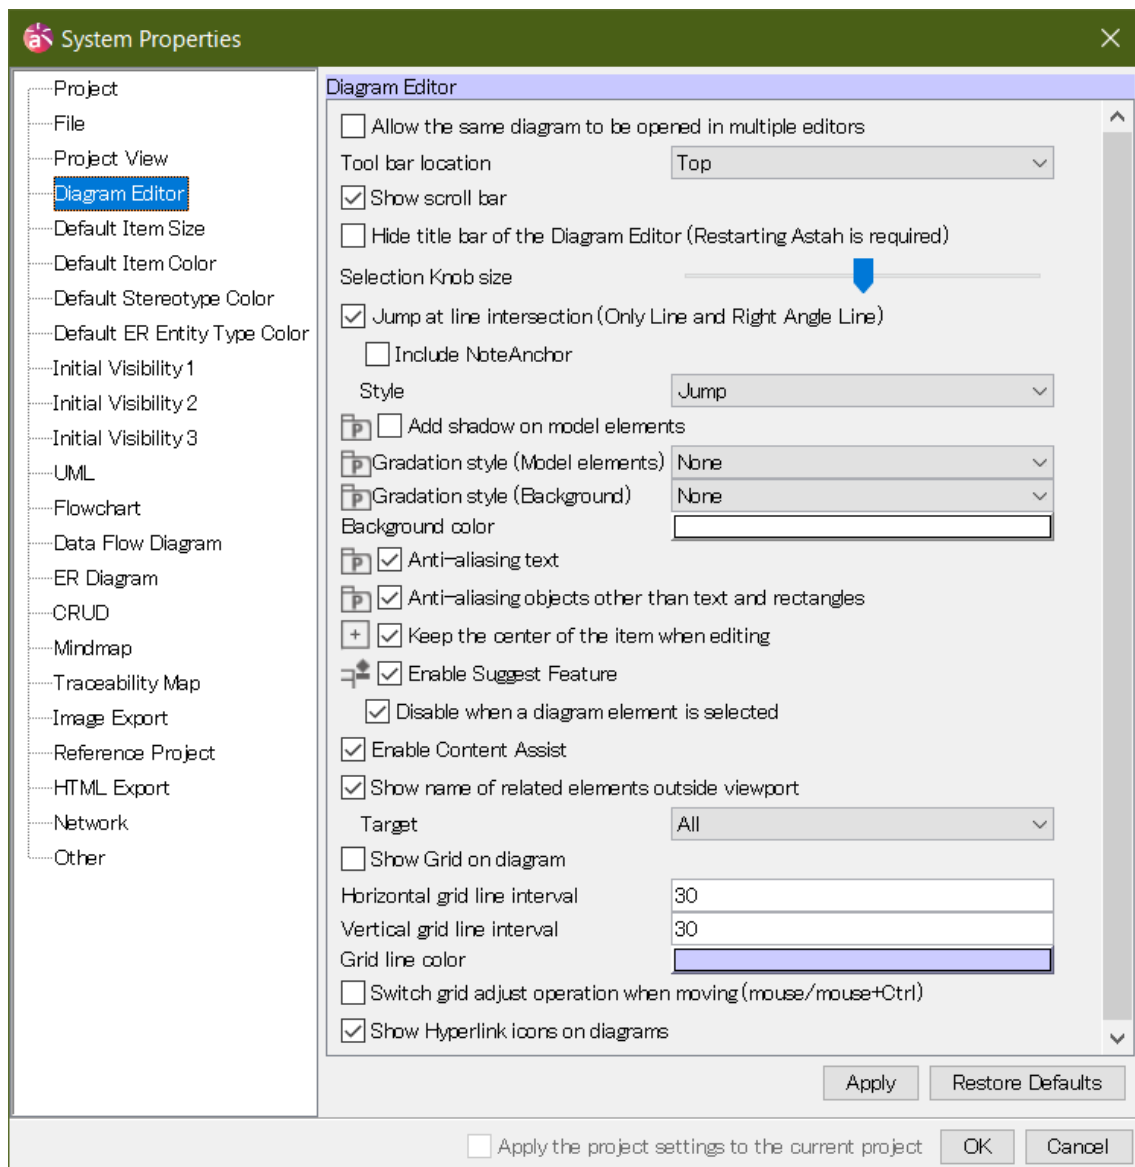 System Properties
Project
File
Project View
Diagram Editor
Default Item Size
Default Item Color
Default Stereotype Color
Default ER Entity Type Color
Initial Visibility 1
Initial Visibility 2
Initial Visibility 3
UML
Flowchart
Data Flow Diagram
ER Diagram
CRUD
Mindmap
Traceability Map
Image Export
Reference Project
HTML Export
Network
Other
Diagram Editor
Allow the same diagram to be opened in multiple editors
Tool bar location Top
Show scroll bar
Hide title bar of the Diagram Editor (Restarting Astah is required)
Selection Knob size
Jump at line intersection (Only Line and Right Angle Line)
Include NoteAnchor
Style Jump
P Add shadow on model elements
P Gradation style (Model elements) None
P Gradation style (Background) None
Background color
P Anti-aliasing text
P Anti-aliasing objects other than text and rectangles
Keep the center of the item when editing
Enable Suggest Feature
Disable when a diagram element is selected
Enable Content Assist
Show name of related elements outside viewport
Target All
Show Grid on diagram
Horizontal grid line interval 30
Vertical grid line interval 30
Grid line color
Switch grid adjust operation when moving (mouse/mouse+Ctrl)
Show Hyperlink icons on diagrams
Apply Restore Defaults
Apply the project settings to the current project OK Cancel